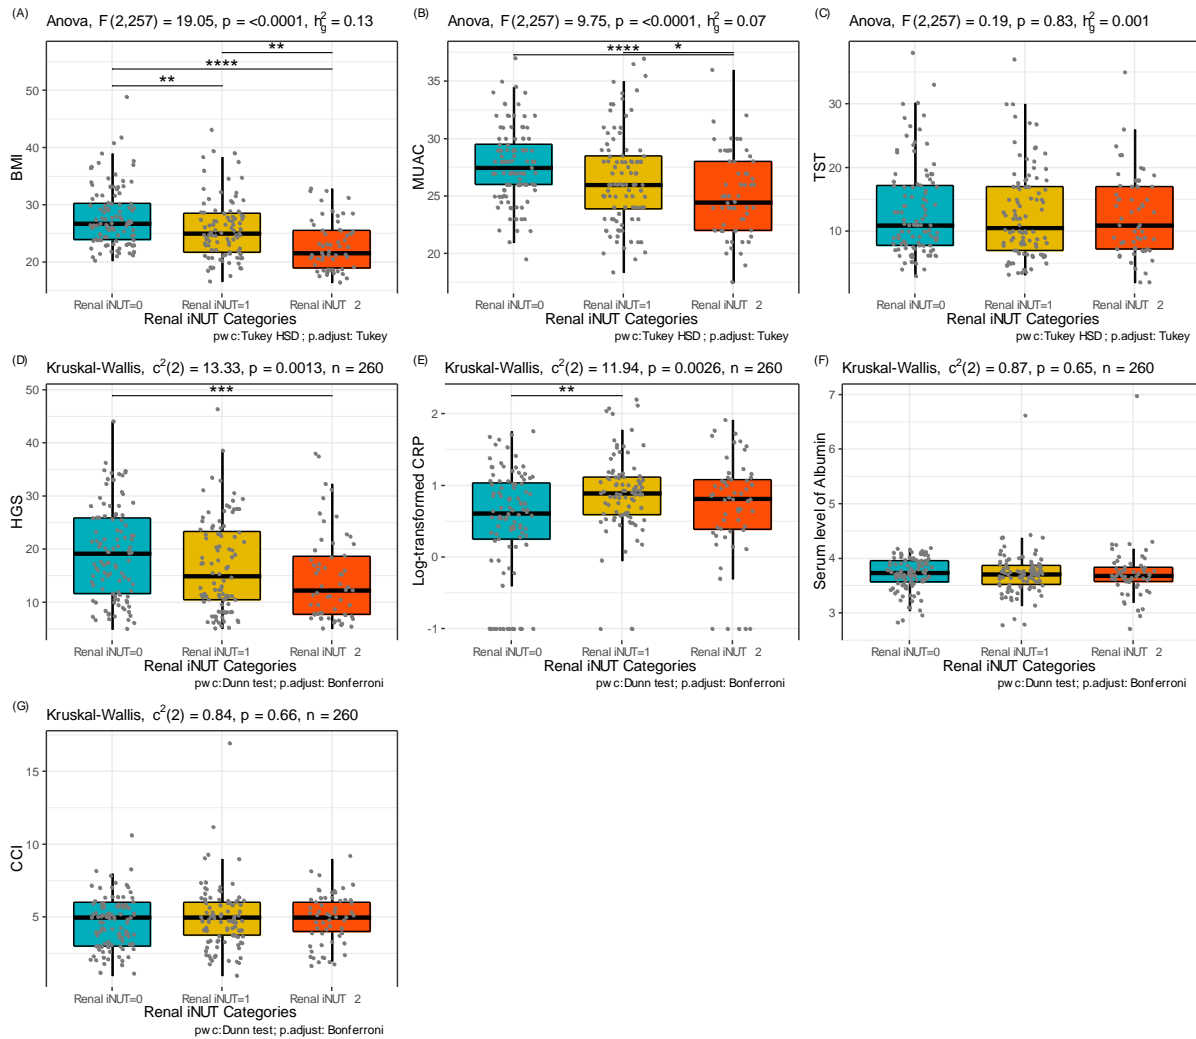 (A)
Anova, F(2,257) = 19.05, p = <0.0001, h²g = 0.13
**
****
**
50
40
30
20
BMI
Renal iNUT=0 Renal iNUT=1 Renal iNUT 2
Renal iNUT Categories
pwc:Tukey HSD; p.adjust: Tukey
(B)
Anova, F(2,257) = 9.75, p = <0.0001, h²g = 0.07
**** *
35
30
25
20
MUAC
Renal iNUT=0 Renal iNUT=1 Renal iNUT 2
Renal iNUT Categories
pwc:Tukey HSD; p.adjust: Tukey
(C)
Anova, F(2,257) = 0.19, p = 0.83, h²g = 0.001
30
20
10
TST
Renal iNUT=0 Renal iNUT=1 Renal iNUT 2
Renal iNUT Categories
pwc:Tukey HSD; p.adjust: Tukey
(D)
Kruskal-Wallis, c²(2) = 13.33, p = 0.0013, n = 260
***
50
40
30
20
10
HGS
Renal iNUT=0 Renal iNUT=1 Renal iNUT 2
Renal iNUT Categories
pwc:Dunn test; p.adjust: Bonferroni
(E)
Kruskal-Wallis, c²(2) = 11.94, p = 0.0026, n = 260
**
2
1
0
-1
Log-transformed CRP
Renal iNUT=0 Renal iNUT=1 Renal iNUT 2
Renal iNUT Categories
pwc:Dunn test; p.adjust: Bonferroni
(F)
Kruskal-Wallis, c²(2) = 0.87, p = 0.65, n = 260
7
6
5
4
3
Serum level of Albumin
Renal iNUT=0 Renal iNUT=1 Renal iNUT 2
Renal iNUT Categories
pwc:Dunn test; p.adjust: Bonferroni
(G)
Kruskal-Wallis, c²(2) = 0.84, p = 0.66, n = 260
15
10
5
CCI
Renal iNUT=0 Renal iNUT=1 Renal iNUT 2
Renal iNUT Categories
pwc:Dunn test; p.adjust: Bonferroni